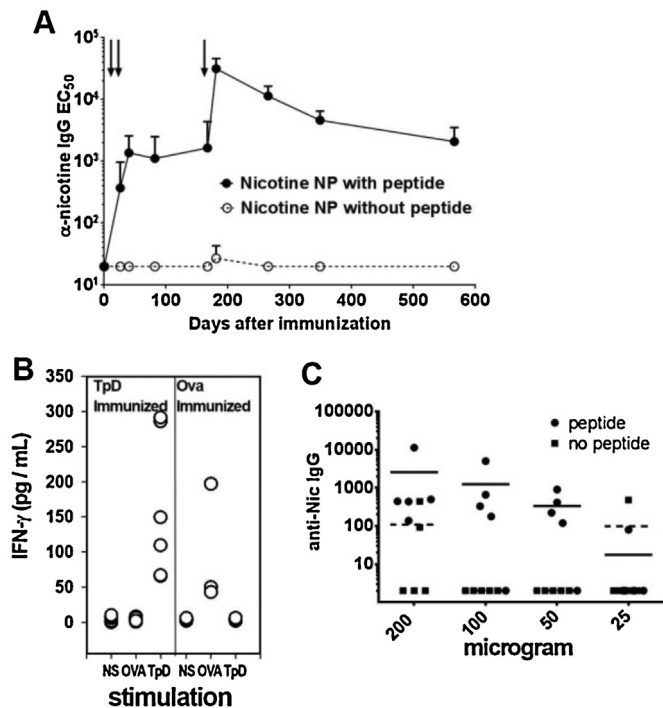 A
α-nicotine IgG EC50
10^5
10^4
10^3
10^2
10^1
Nicotine NP with peptide
Nicotine NP without peptide
0 100 200 300 400 500 600
Days after immunization
B
IFN-γ (pg / mL)
350
300
250
200
150
100
50
0
TpD Immunized
Ova Immunized
NS OVA TpD NS OVA TpD
stimulation
C
anti-Nic IgG
100000
10000
1000
100
10
peptide
no peptide
200 100 50 25
microgram